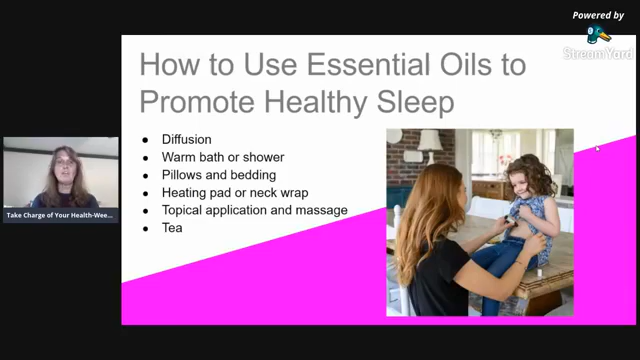 Powered by
StreamYard
How to Use Essential Oils to
Promote Healthy Sleep
● Diffusion
● Warm bath or shower
● Pillows and bedding
● Heating pad or neck wrap
● Topical application and massage
● Tea
Take Charge of Your Health-Wee...